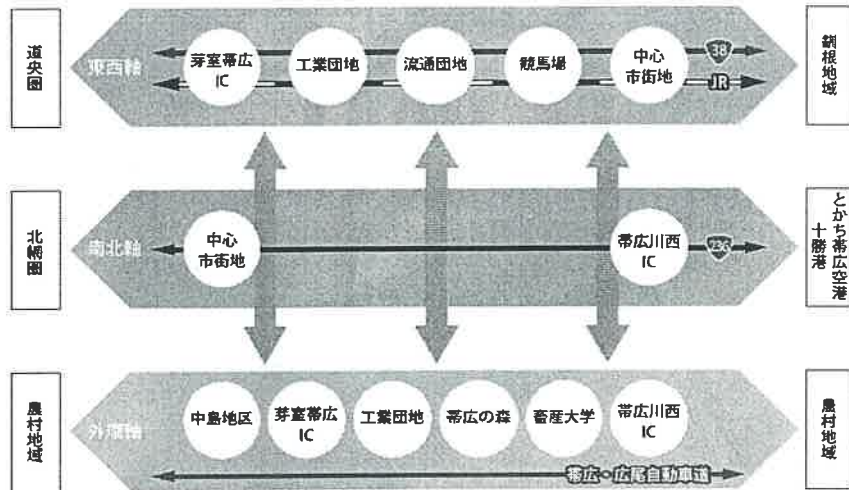 道央圏
東西軸
芽室帯広
IC
工業団地
流通団地
競馬場
中心
市街地
38
JR
釧根地域
北網圏
南北軸
中心
市街地
帯広川西
IC
236
とかち帯広空港
十勝港
農村地域
外環軸
中島地区
芽室帯広
IC
工業団地
帯広の森
畜産大学
帯広川西
IC
帯広・広尾自動車道
農村地域